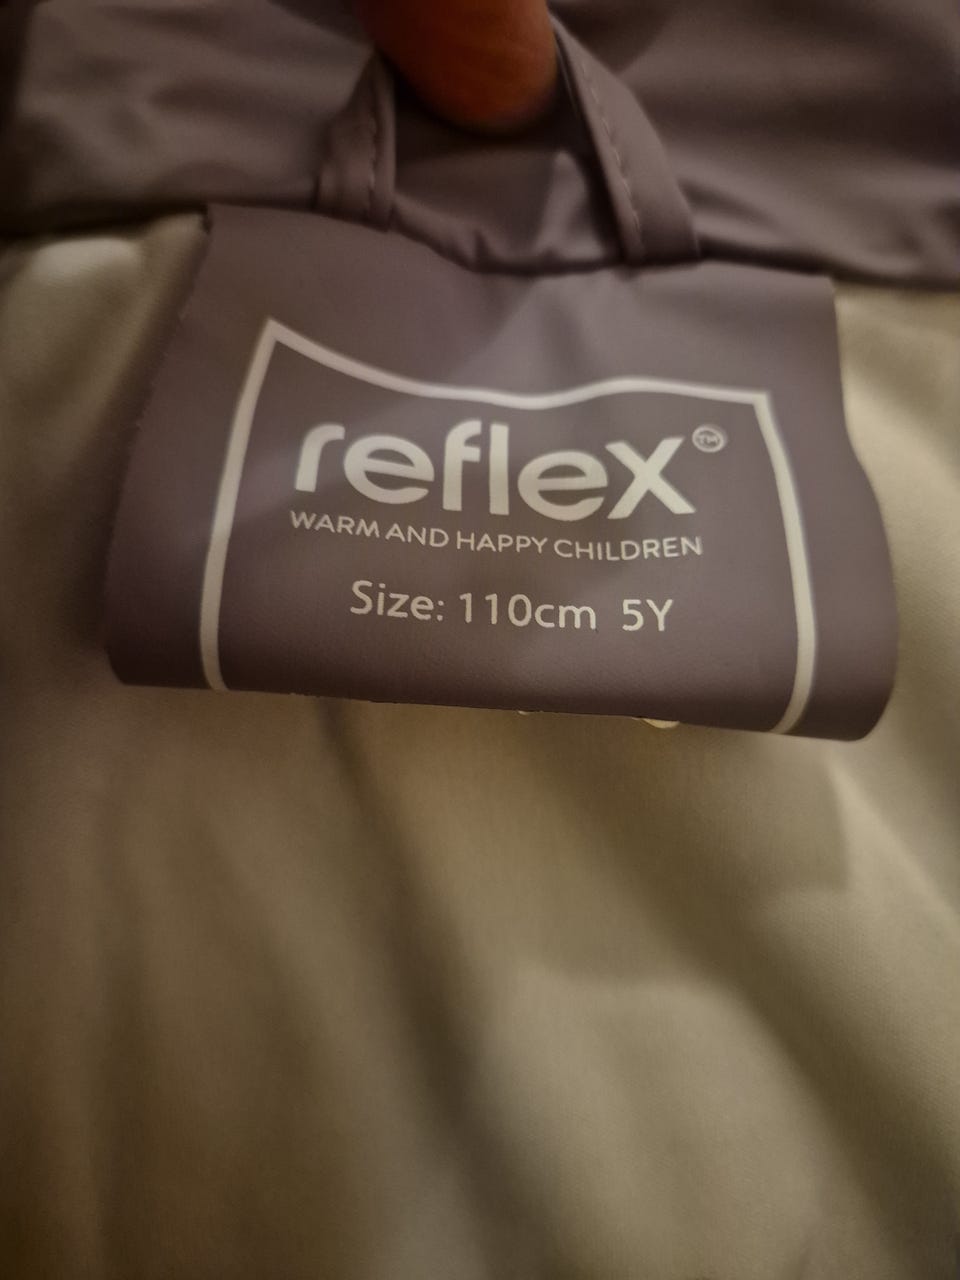 reflex™
WARM AND HAPPY CHILDREN
Size: 110cm 5Y